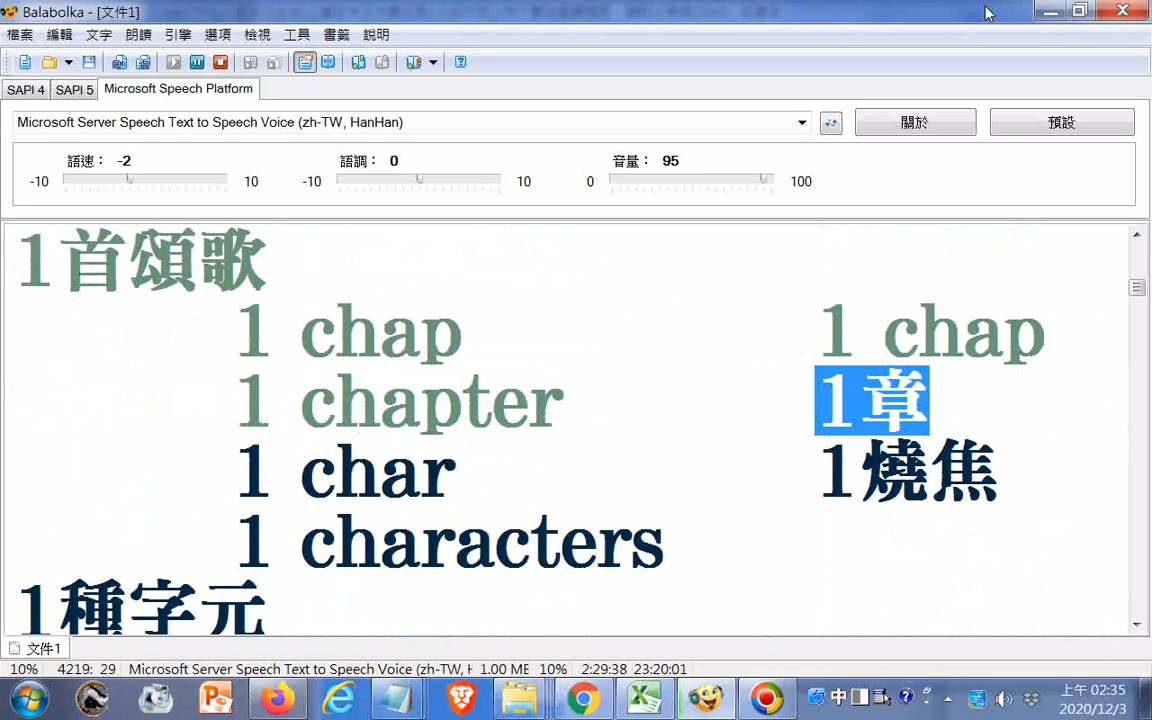 Balabolka - [文件1]
檔案 編輯 文字 朗讀 引擎 選項 檢視 工具 書籤 說明
SAPI 4 SAPI 5 Microsoft Speech Platform
Microsoft Server Speech Text to Speech Voice (zh-TW, HanHan) 關於 預設
語速： -2 語調： 0 音量： 95
-10 10 -10 10 0 100
1首頌歌
1 chap 1 chap
1 chapter 1章
1 char 1燒焦
1 characters
1種字元
文件1
10% 4219: 29 Microsoft Server Speech Text to Speech Voice (zh-TW, H 1.00 ME 10% 2:29:38 23:20:01
中 上午 02:35
2020/12/3